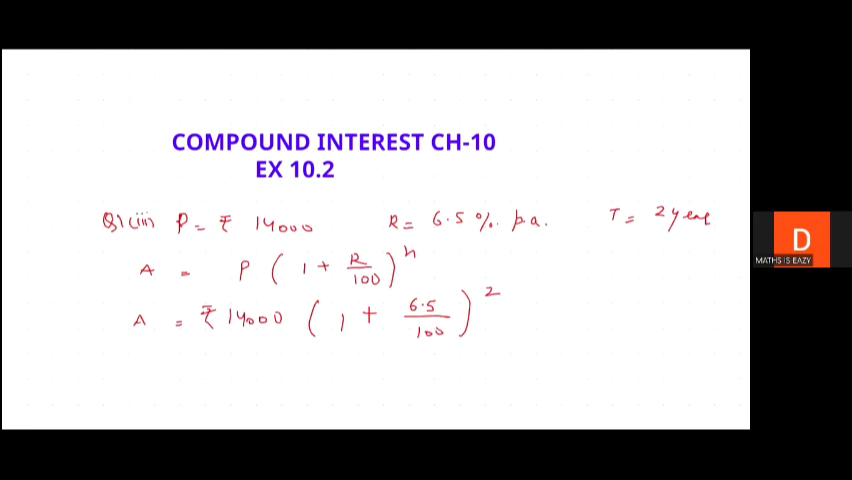 COMPOUND INTEREST CH-10
EX 10.2
Q1(iii) P = ₹ 14000 R = 6.5 %. p.a. T = 2 year
A = P ( 1 + R/100 )^n
A = ₹ 14000 ( 1 + 6.5/100 )^2
D
MATHS IS EAZY